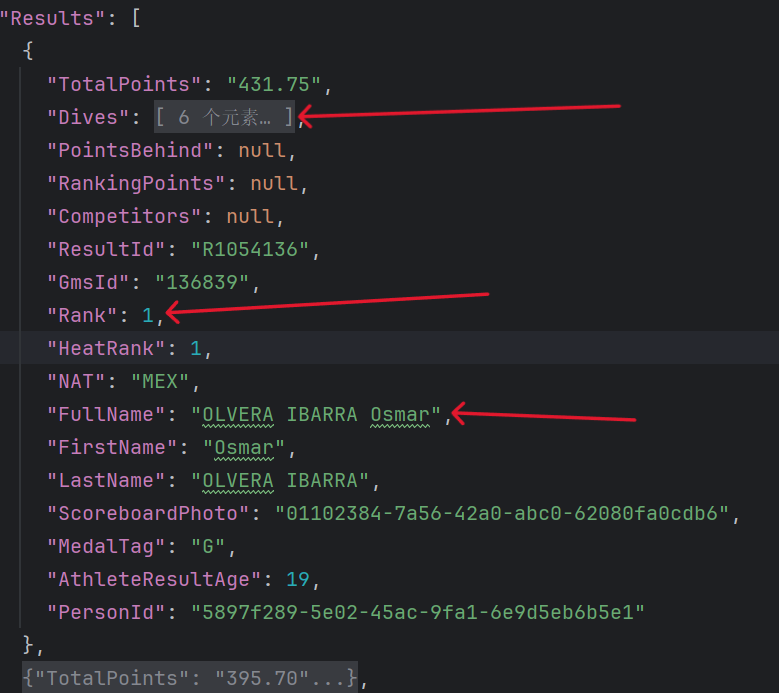 "Results": [
{
"TotalPoints": "431.75",
"Dives": [ 6 个元素… ],
"PointsBehind": null,
"RankingPoints": null,
"Competitors": null,
"ResultId": "R1054136",
"GmsId": "136839",
"Rank": 1,
"HeatRank": 1,
"NAT": "MEX",
"FullName": "OLVERA IBARRA Osmar",
"FirstName": "Osmar",
"LastName": "OLVERA IBARRA",
"ScoreboardPhoto": "01102384-7a56-42a0-abc0-62080fa0cdb6",
"MedalTag": "G",
"AthleteResultAge": 19,
"PersonId": "5897f289-5e02-45ac-9fa1-6e9d5eb6b5e1"
},
{"TotalPoints": "395.70"...},